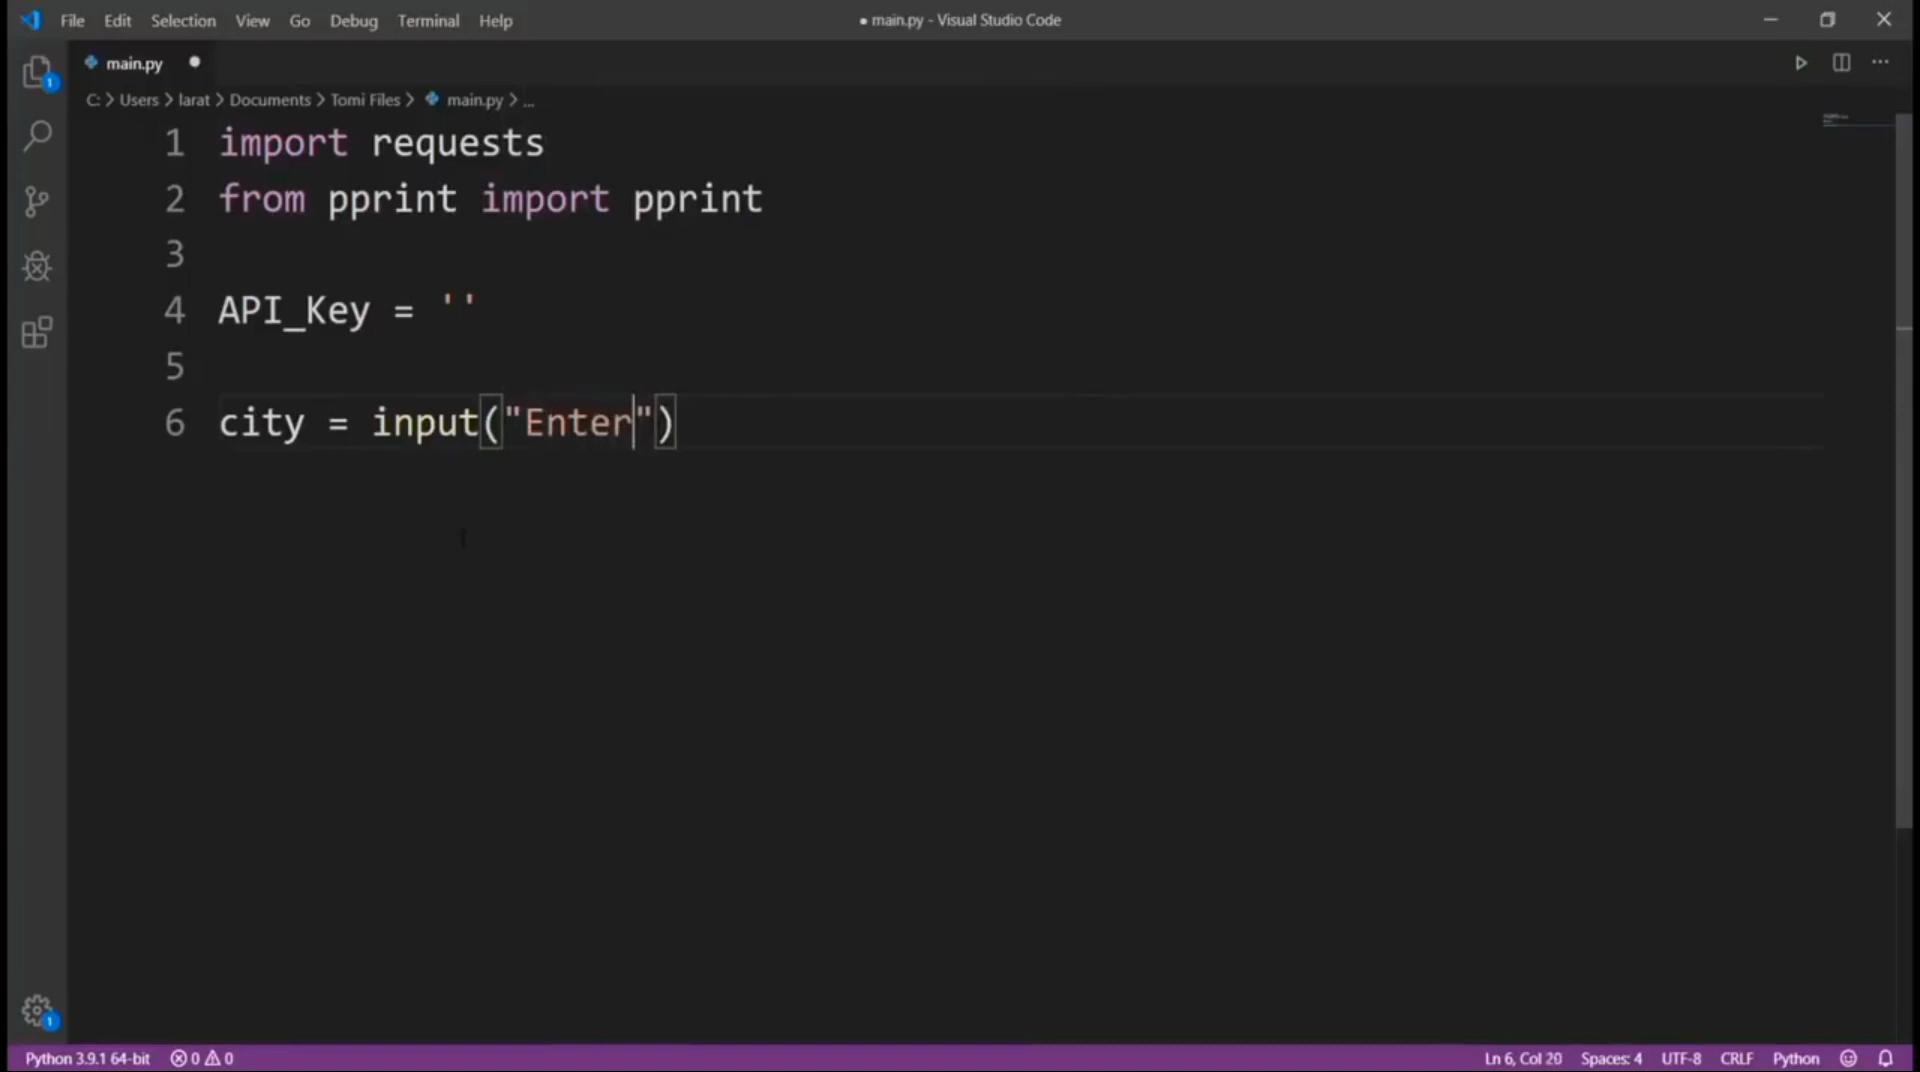 File Edit Selection View Go Debug Terminal Help ● main.py - Visual Studio Code
main.py
C: > Users > larat > Documents > Tomi Files > main.py > ...
1 import requests
2 from pprint import pprint
3
4 API_Key = ''
5
6 city = input("Enter")
1
1
Python 3.9.1 64-bit 0 0 Ln 6, Col 20 Spaces: 4 UTF-8 CRLF Python